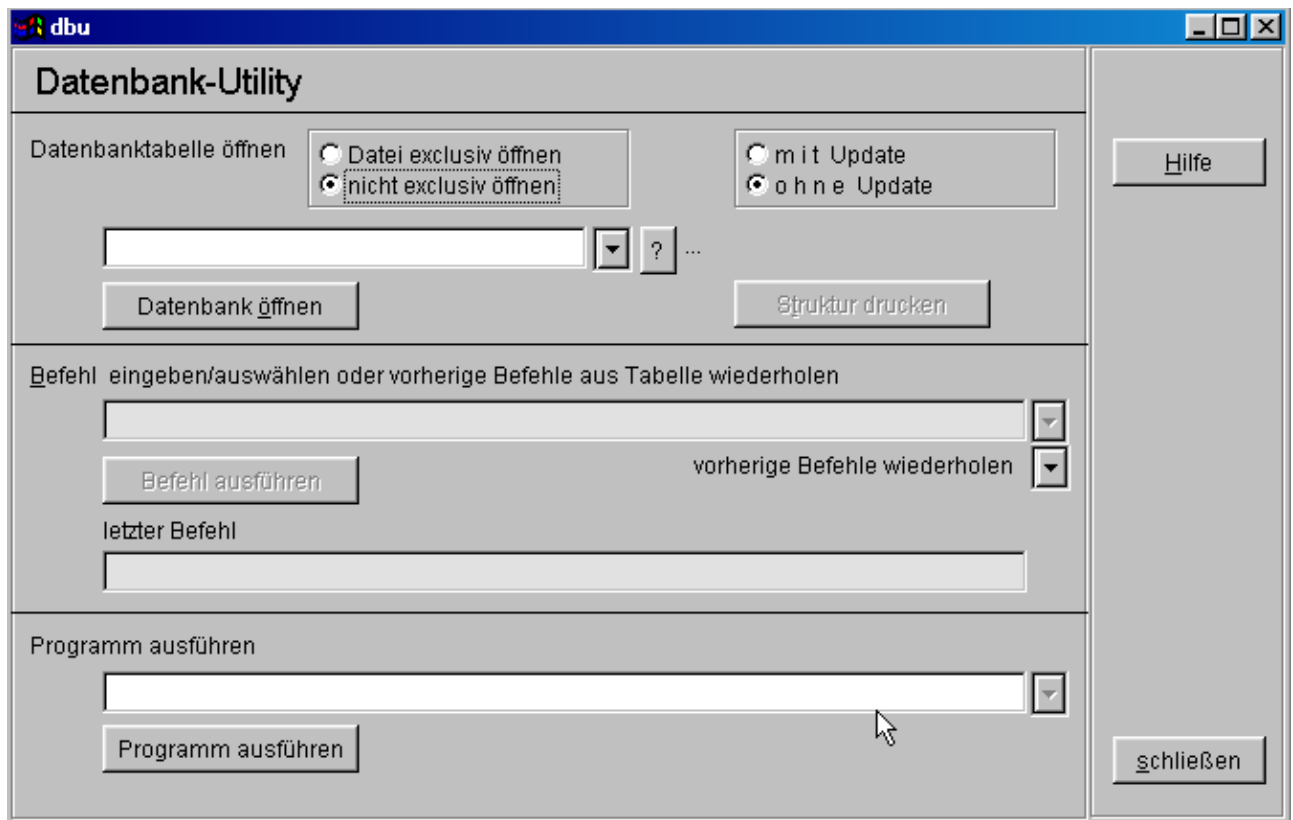 dbu
Datenbank-Utility
Datenbanktabelle öffnen
Datei exclusiv öffnen
nicht exclusiv öffnen
m i t Update
o h n e Update
Hilfe
? ...
Datenbank öffnen
Struktur drucken
Befehl eingeben/auswählen oder vorherige Befehle aus Tabelle wiederholen
Befehl ausführen
vorherige Befehle wiederholen
letzter Befehl
Programm ausführen
Programm ausführen
schließen